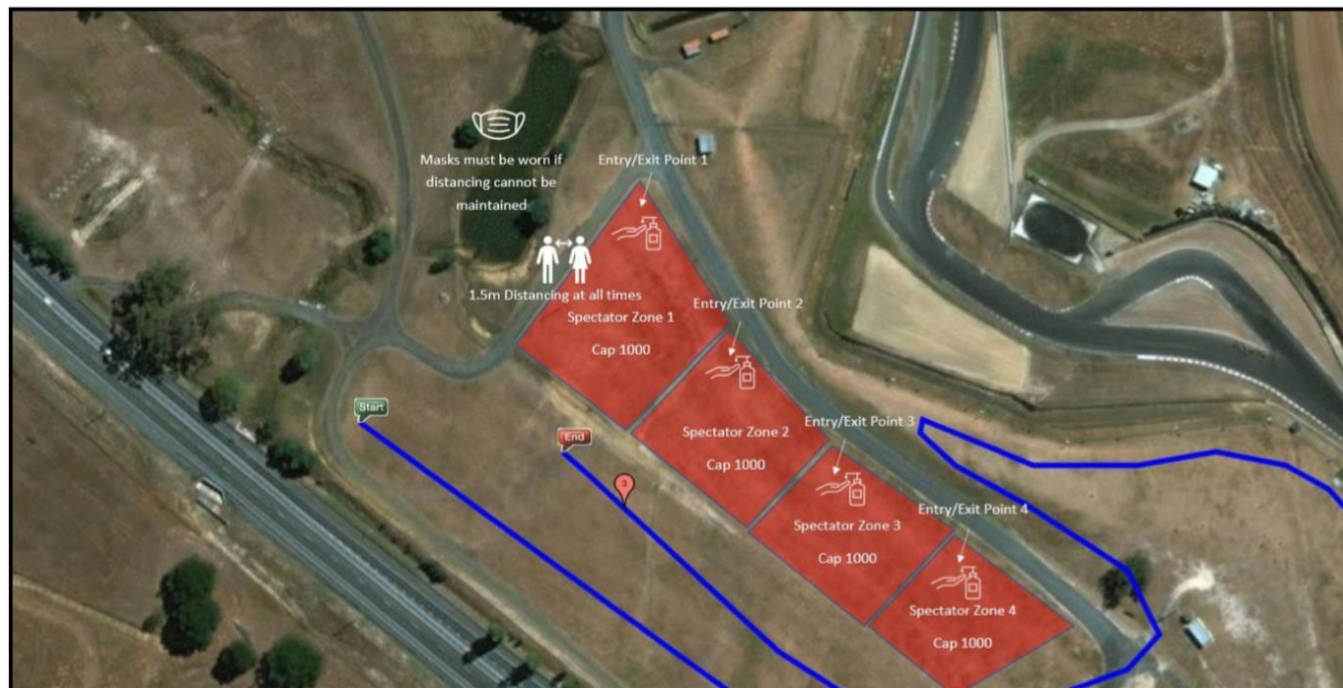 Masks must be worn if
distancing cannot be
maintained
Entry/Exit Point 1
1.5m Distancing at all times
Spectator Zone 1
Cap 1000
Entry/Exit Point 2
Spectator Zone 2
Cap 1000
Entry/Exit Point 3
Spectator Zone 3
Cap 1000
Entry/Exit Point 4
Spectator Zone 4
Cap 1000
Start
End
3